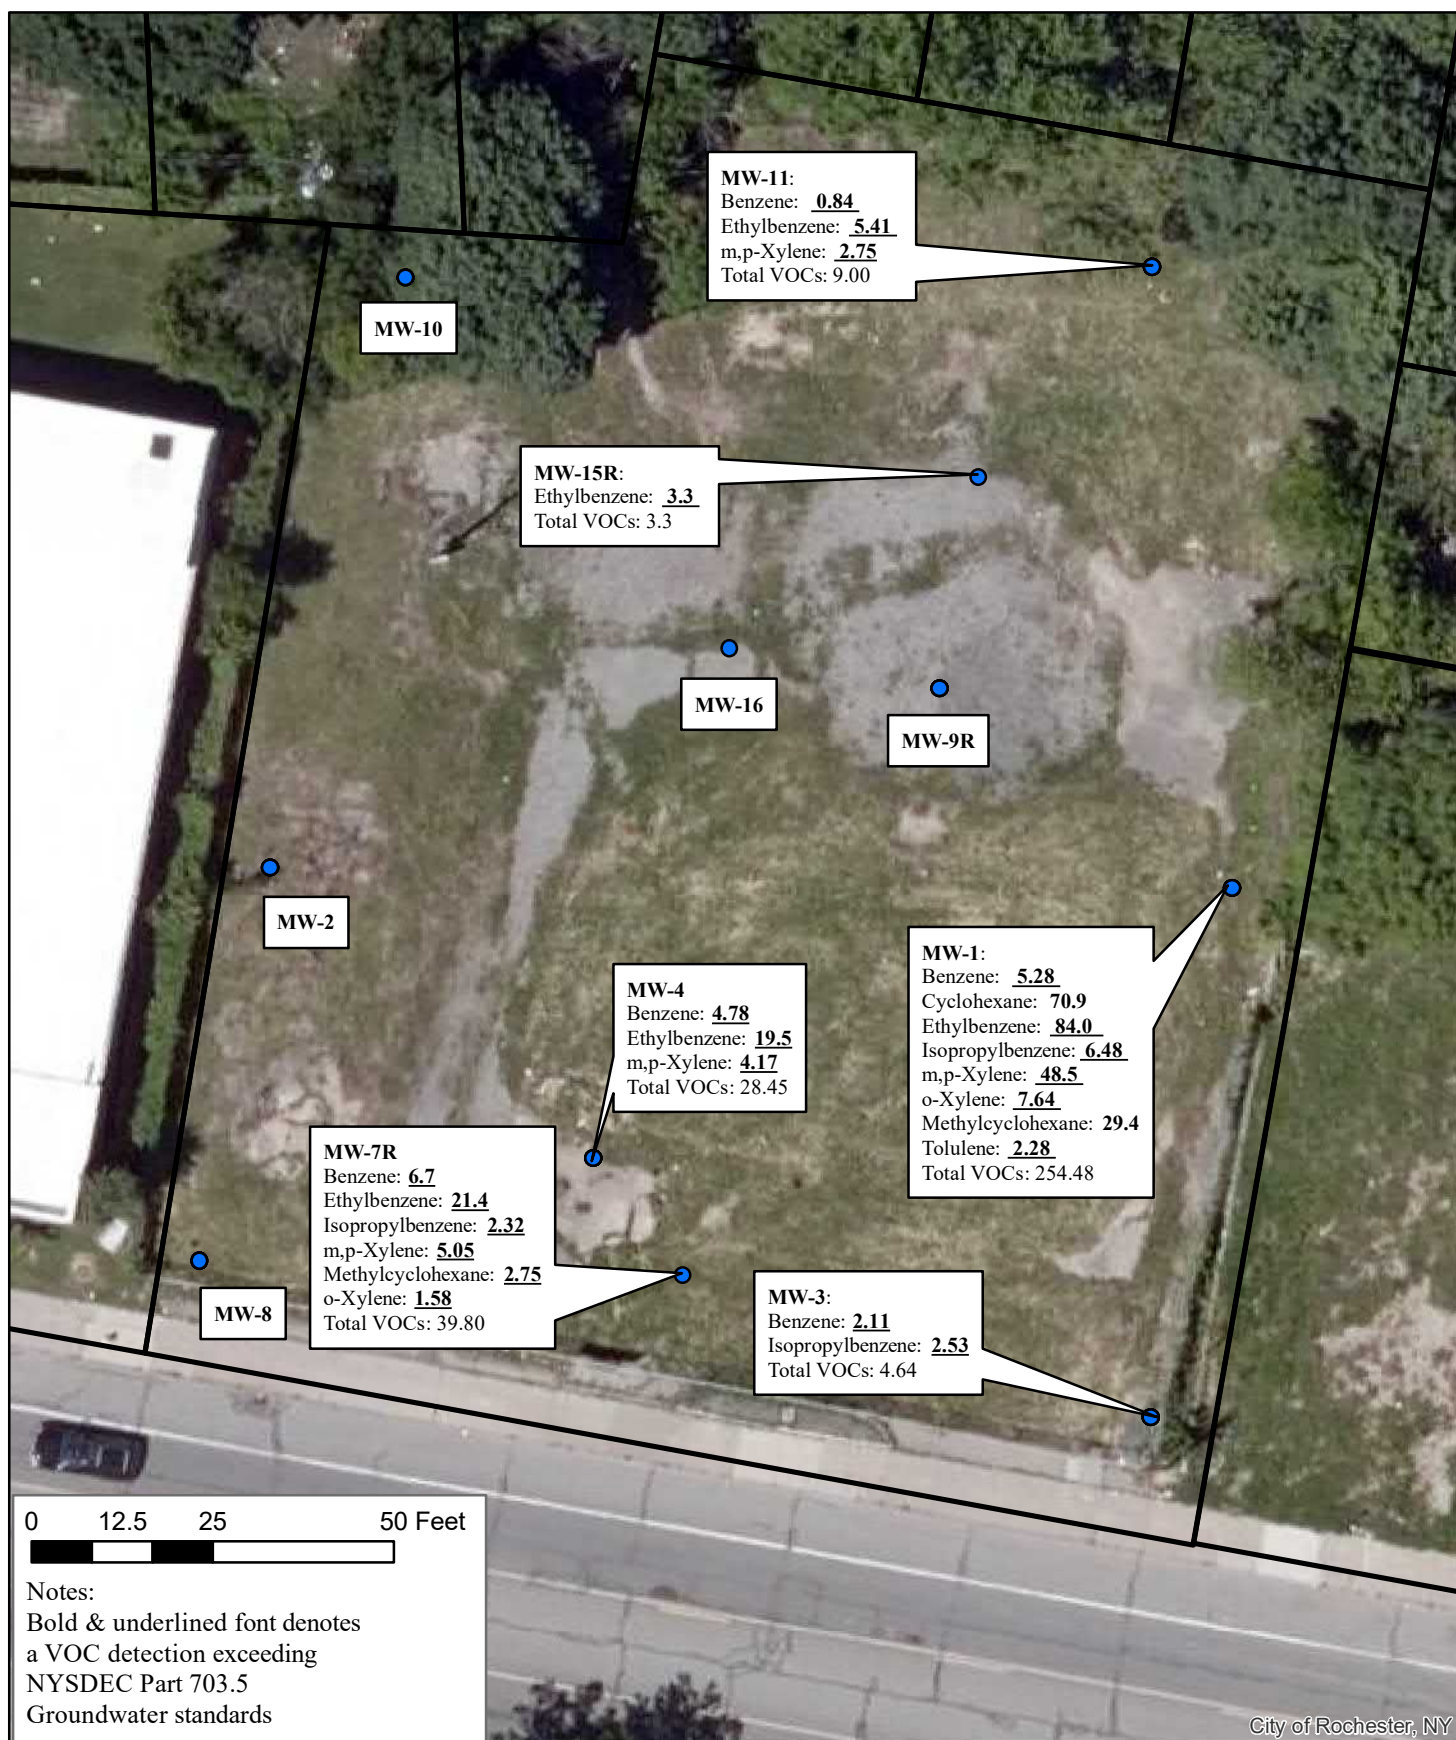 MW-11:
Benzene: 0.84
Ethylbenzene: 5.41
m,p-Xylene: 2.75
Total VOCs: 9.00
MW-10
MW-15R:
Ethylbenzene: 3.3
Total VOCs: 3.3
MW-16
MW-9R
MW-2
MW-1:
Benzene: 5.28
Cyclohexane: 70.9
Ethylbenzene: 84.0
Isopropylbenzene: 6.48
m,p-Xylene: 48.5
o-Xylene: 7.64
Methylcyclohexane: 29.4
Tolulene: 2.28
Total VOCs: 254.48
MW-4
Benzene: 4.78
Ethylbenzene: 19.5
m,p-Xylene: 4.17
Total VOCs: 28.45
MW-7R
Benzene: 6.7
Ethylbenzene: 21.4
Isopropylbenzene: 2.32
m,p-Xylene: 5.05
Methylcyclohexane: 2.75
o-Xylene: 1.58
Total VOCs: 39.80
MW-8
MW-3:
Benzene: 2.11
Isopropylbenzene: 2.53
Total VOCs: 4.64
0 12.5 25 50 Feet
Notes:
Bold & underlined font denotes
a VOC detection exceeding
NYSDEC Part 703.5
Groundwater standards
City of Rochester, NY